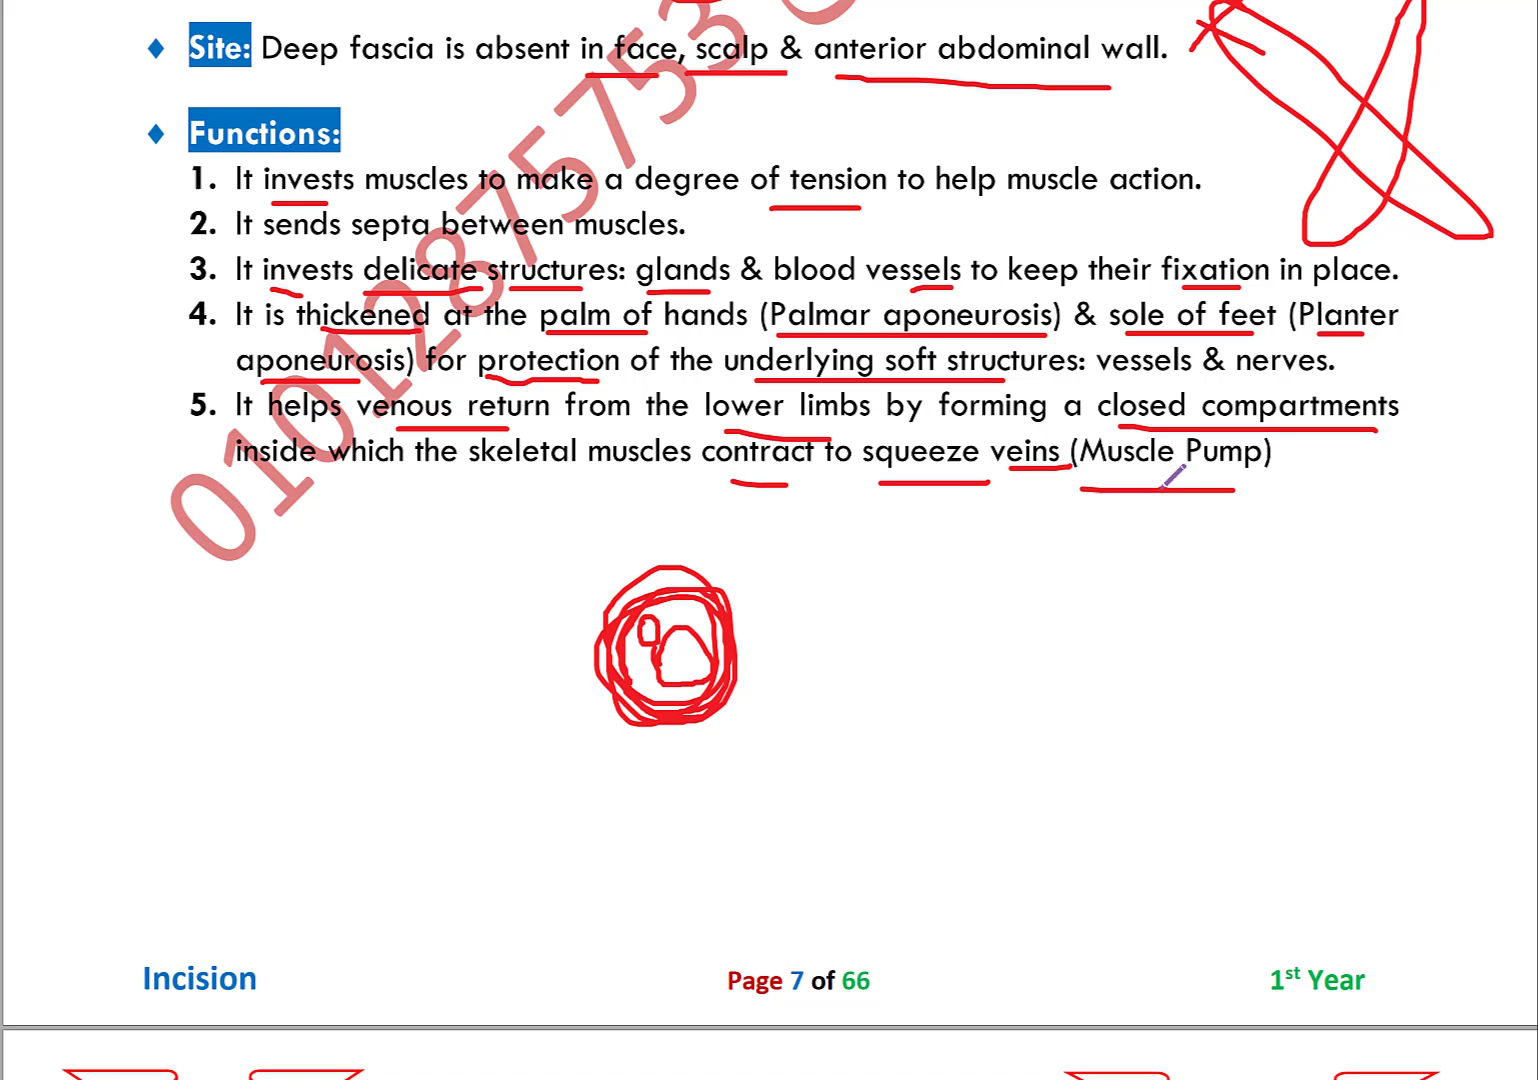 ♦ Site: Deep fascia is absent in face, scalp & anterior abdominal wall.
♦ Functions:
1. It invests muscles to make a degree of tension to help muscle action.
2. It sends septa between muscles.
3. It invests delicate structures: glands & blood vessels to keep their fixation in place.
4. It is thickened at the palm of hands (Palmar aponeurosis) & sole of feet (Planter
aponeurosis) for protection of the underlying soft structures: vessels & nerves.
5. It helps venous return from the lower limbs by forming a closed compartments
inside which the skeletal muscles contract to squeeze veins (Muscle Pump)
Incision
Page 7 of 66
1st Year